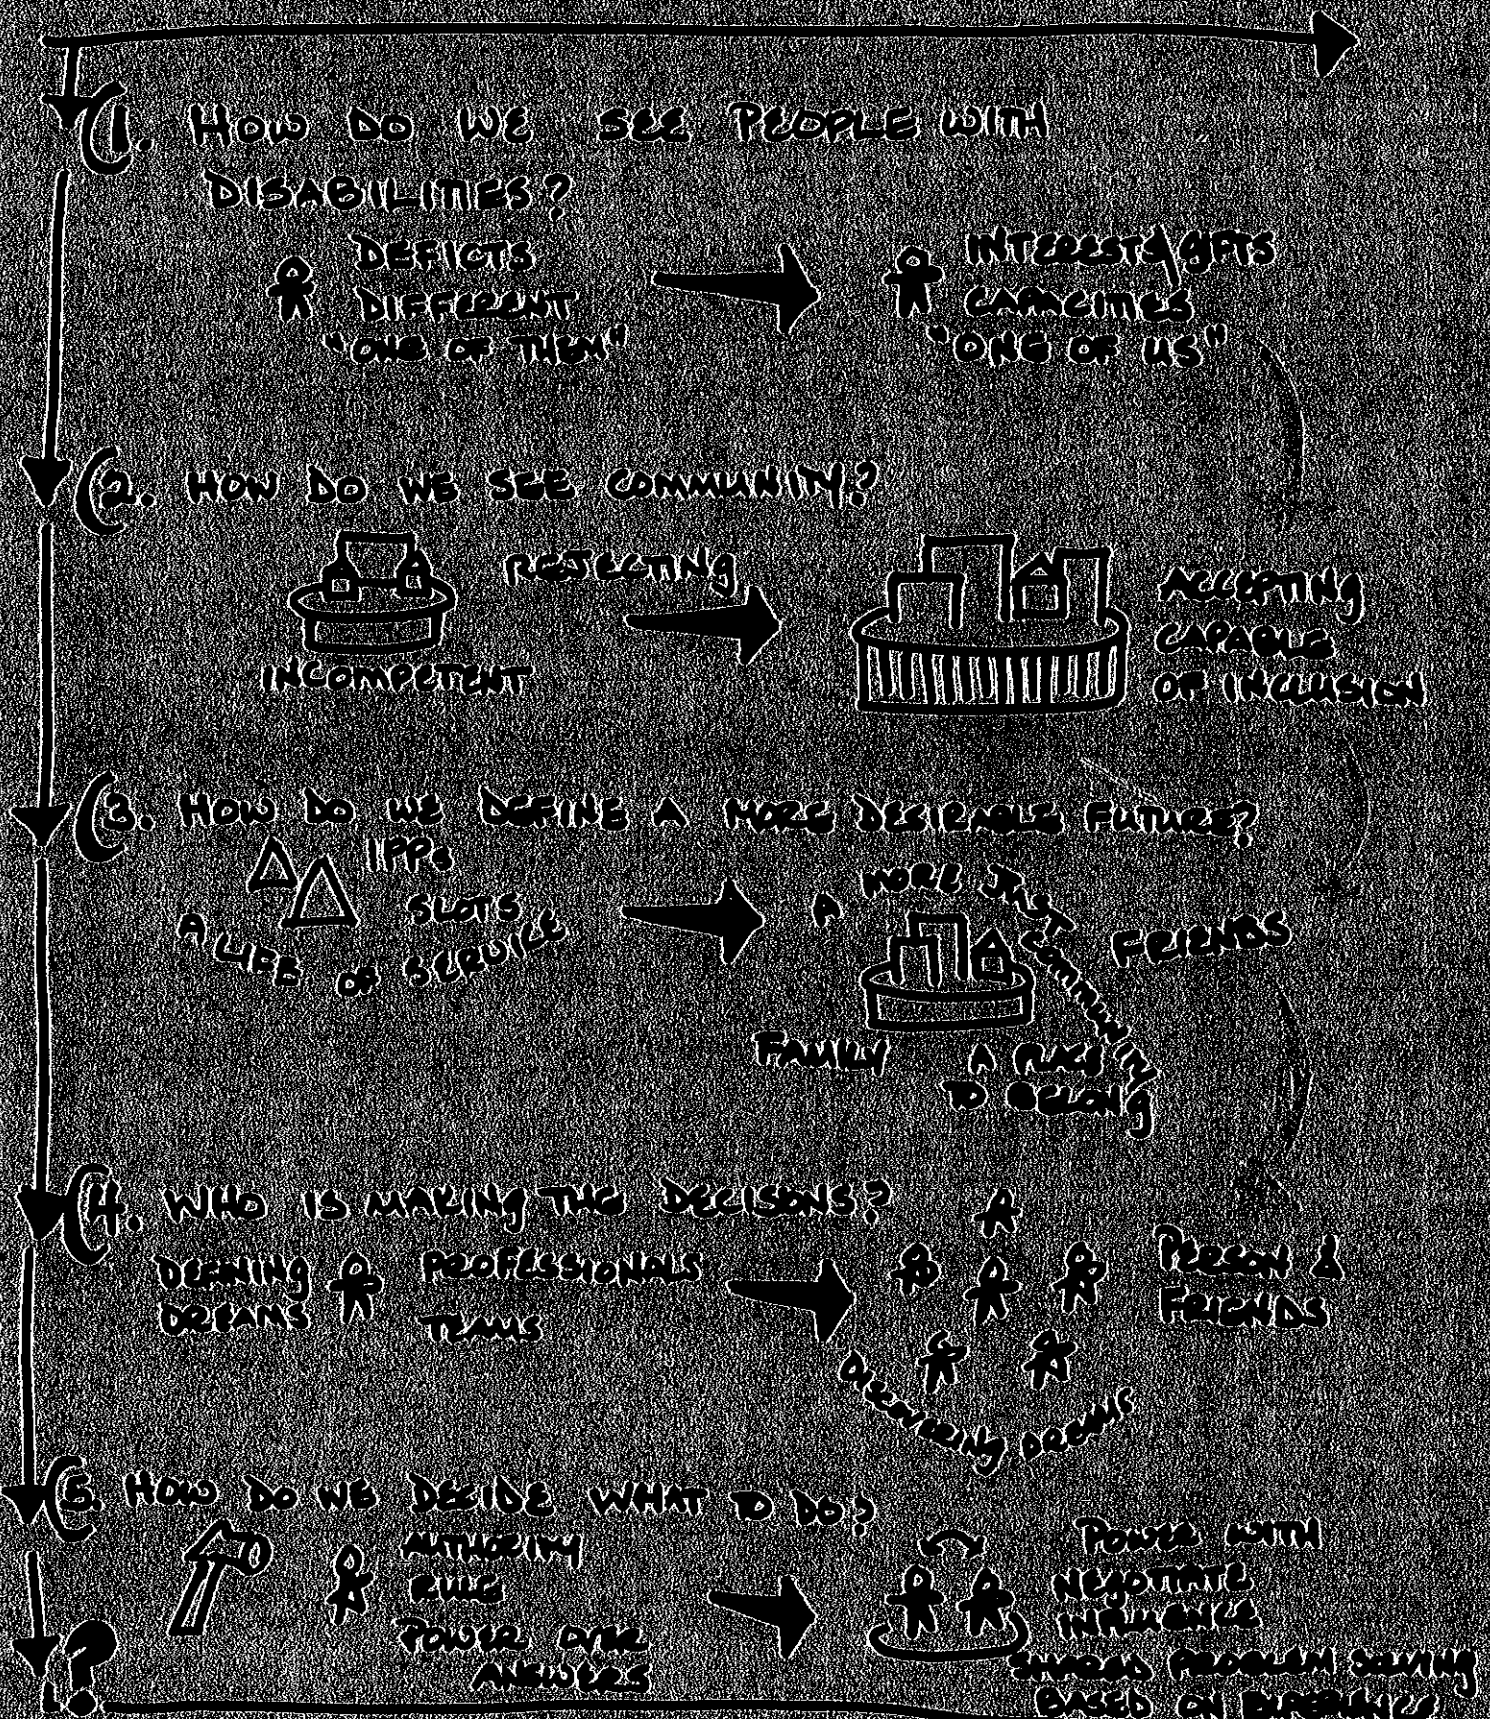 1. HOW DO WE SEE PEOPLE WITH
DISABILITIES?
DEFICTS
DIFFERENT
"ONE OF THEM"
INTERESTS/GIFTS
CAPACITIES
"ONE OF US"
2. HOW DO WE SEE COMMUNITY?
REJECTING
INCOMPETENT
ACCEPTING
CAPABLE
OF INCLUSION
3. HOW DO WE DEFINE A MORE DESIRABLE FUTURE?
IPPs
SLOTS
A LIFE OF SERVICE
A MORE JUST COMMUNITY
FRIENDS
FAMILY
A PLACE
TO BELONG
4. WHO IS MAKING THE DECISONS?
DEFINING
DREAMS
PROFESSIONALS
TEAMS
PERSON &
FRIENDS
DISCOVERING DREAMS
5. HOW DO WE DECIDE WHAT TO DO?
AUTHORITY
RULE
POWER OVER
ANSWERS
POWER WITH
NEGOTIATE
INFLUENCE
SHARED PROBLEM SOLVING
BASED ON EXPERIENCE
?